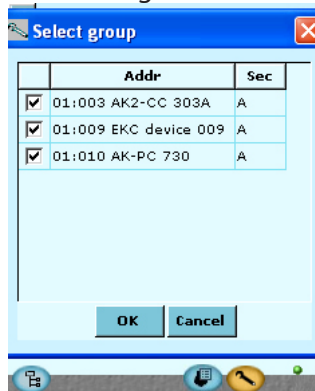 Select group
Addr Sec
01:003 AK2-CC 303A A
01:009 EKC device 009 A
01:010 AK-PC 730 A
OK Cancel